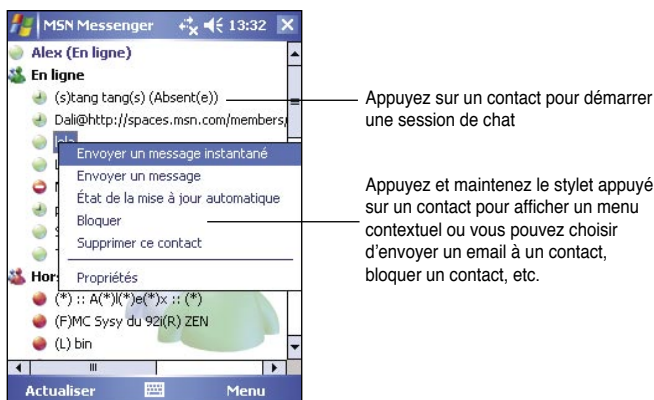 MSN Messenger 13:32
Alex (En ligne)
En ligne
(s)tang tang(s) (Absent(e))
Dali@http://spaces.msn.com/members/
lolo
Envoyer un message instantané
Envoyer un message
État de la mise à jour automatique
Bloquer
Supprimer ce contact
Propriétés
Hor
(*) :: A(*)l(*)e(*)x :: (*)
(F)MC Sysy du 92i(R) ZEN
(L) bin
Actualiser Menu
Appuyez sur un contact pour démarrer
une session de chat
Appuyez et maintenez le stylet appuyé
sur un contact pour afficher un menu
contextuel ou vous pouvez choisir
d'envoyer un email à un contact,
bloquer un contact, etc.